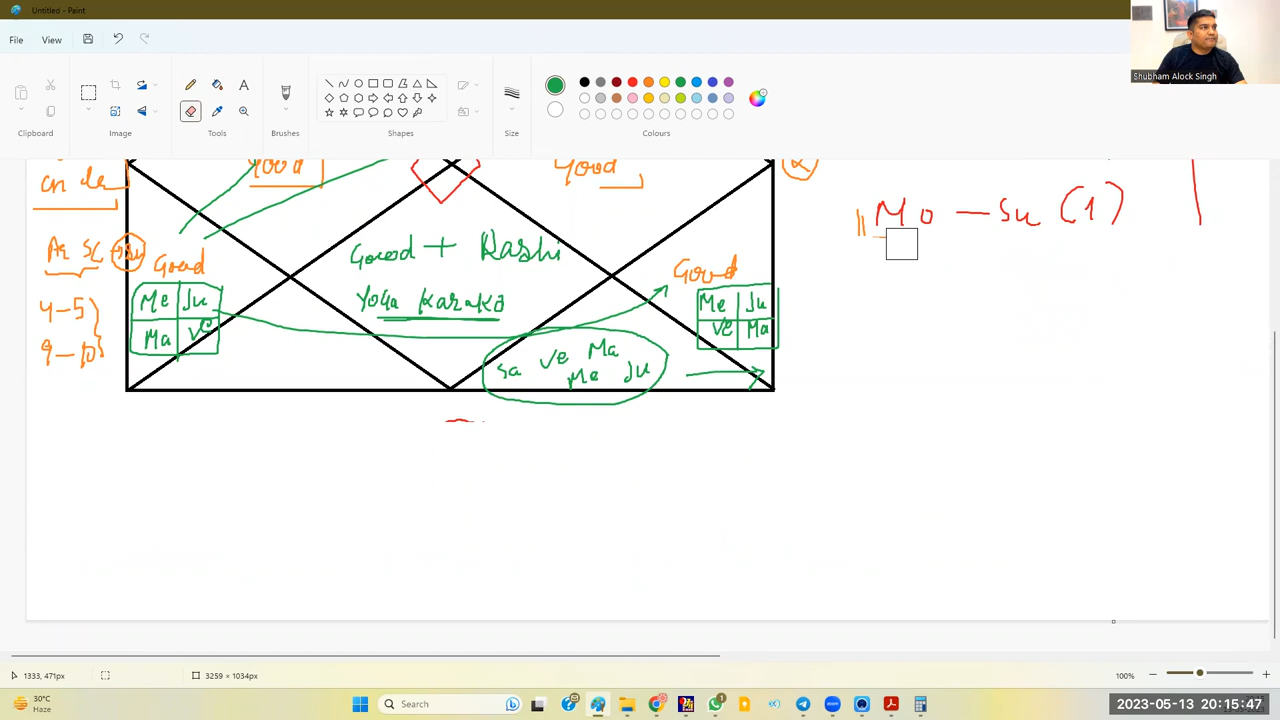 Untitled - Paint
File
View
Clipboard
Image
Tools
Brushes
Shapes
Size
Colours
Shubham Alock Singh
Good
Good
Mo — Su (1)
Good
Good + Rashi
Good
4-5
9-10
Me
Ju
Ma
Ve
Yoga Karaka
Me
Ju
Ve
Ma
Sa
Ve
Ma
Me
Ju
1333, 471px
3259 × 1034px
100%
30°C
Haze
Search
2023-05-13 20:15:47